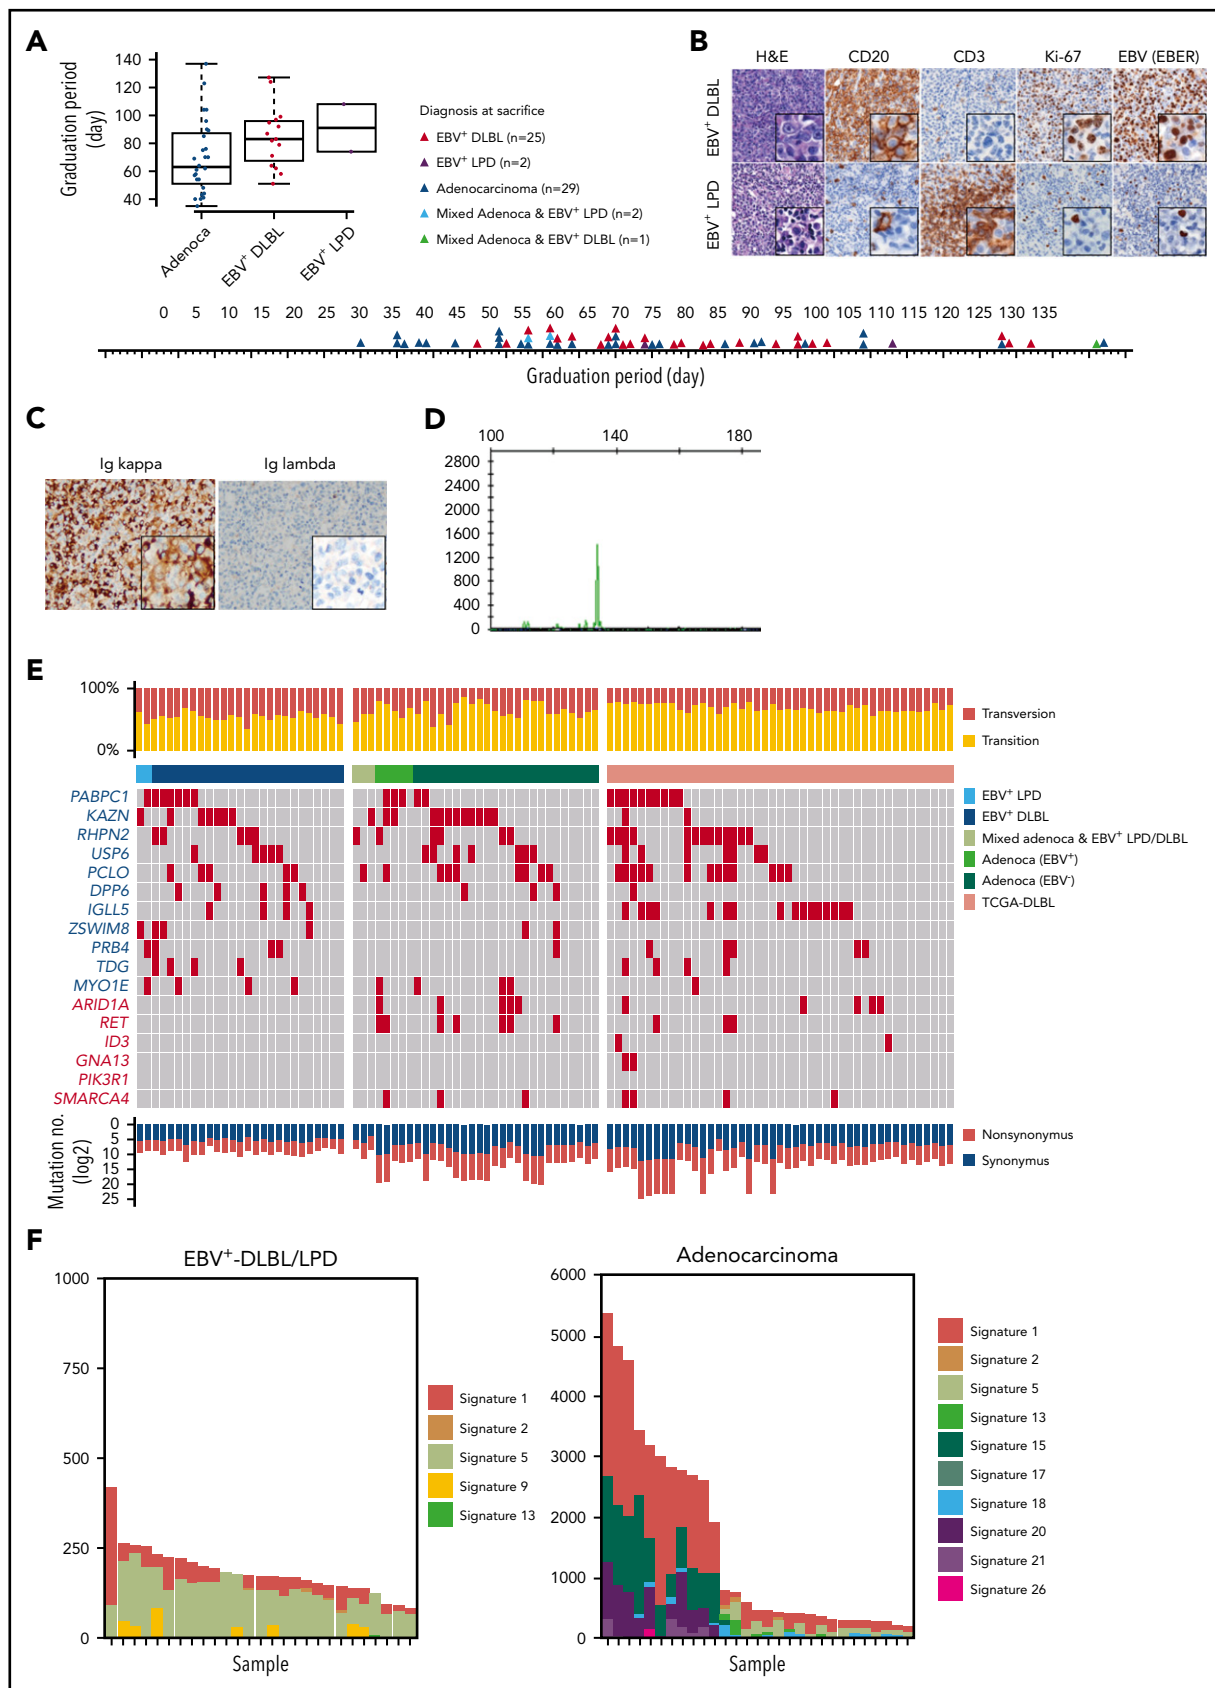 A
Graduation period
(day)
140
120
100
80
60
40
Adenoca
EBV+ DLBL
EBV+ LPD
Diagnosis at sacrifice
EBV+ DLBL (n=25)
EBV+ LPD (n=2)
Adenocarcinoma (n=29)
Mixed Adenoca & EBV+ LPD (n=2)
Mixed Adenoca & EBV+ DLBL (n=1)
B
H&E CD20 CD3 Ki-67 EBV (EBER)
EBV+ DLBL
EBV+ LPD
0 5 10 15 20 25 30 35 40 45 50 55 60 65 70 75 80 85 90 95 100 105 110 115 120 125 130 135
Graduation period (day)
C
Ig kappa Ig lambda
D
100 140 180
2800
2400
2000
1600
1200
800
400
0
E
100%
0%
Transversion
Transition
PABPC1
KAZN
RHPN2
USP6
PCLO
DPP6
IGLL5
ZSWIM8
PRB4
TDG
MYO1E
ARID1A
RET
ID3
GNA13
PIK3R1
SMARCA4
EBV+ LPD
EBV+ DLBL
Mixed adenoca & EBV+ LPD/DLBL
Adenoca (EBV+)
Adenoca (EBV-)
TCGA-DLBL
Mutation no.
(log2)
0
5
10
15
20
25
Nonsynonymus
Synonymus
F
EBV+-DLBL/LPD
1000
750
500
250
0
Sample
Signature 1
Signature 2
Signature 5
Signature 9
Signature 13
Adenocarcinoma
6000
5000
4000
3000
2000
1000
0
Sample
Signature 1
Signature 2
Signature 5
Signature 13
Signature 15
Signature 17
Signature 18
Signature 20
Signature 21
Signature 26